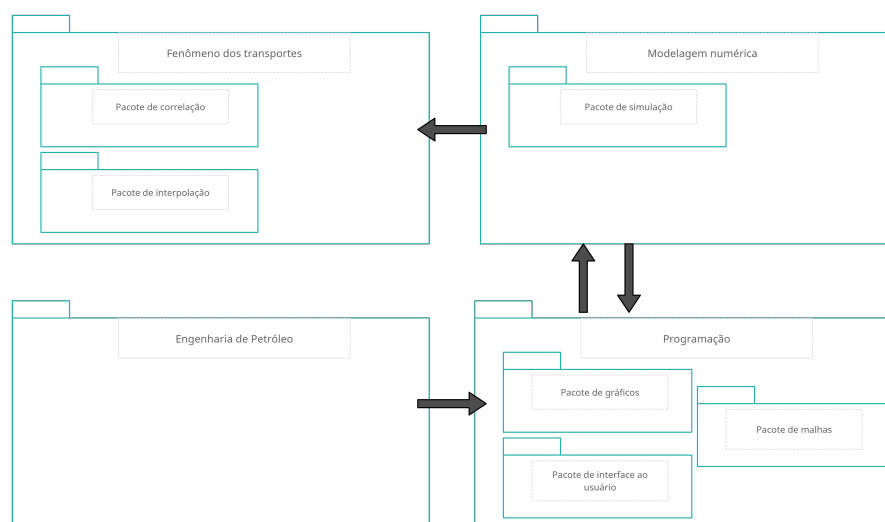 Fenômeno dos transportes
Pacote de correlação
Pacote de interpolação
Modelagem numérica
Pacote de simulação
Engenharia de Petróleo
Programação
Pacote de gráficos
Pacote de malhas
Pacote de interface ao
usuário